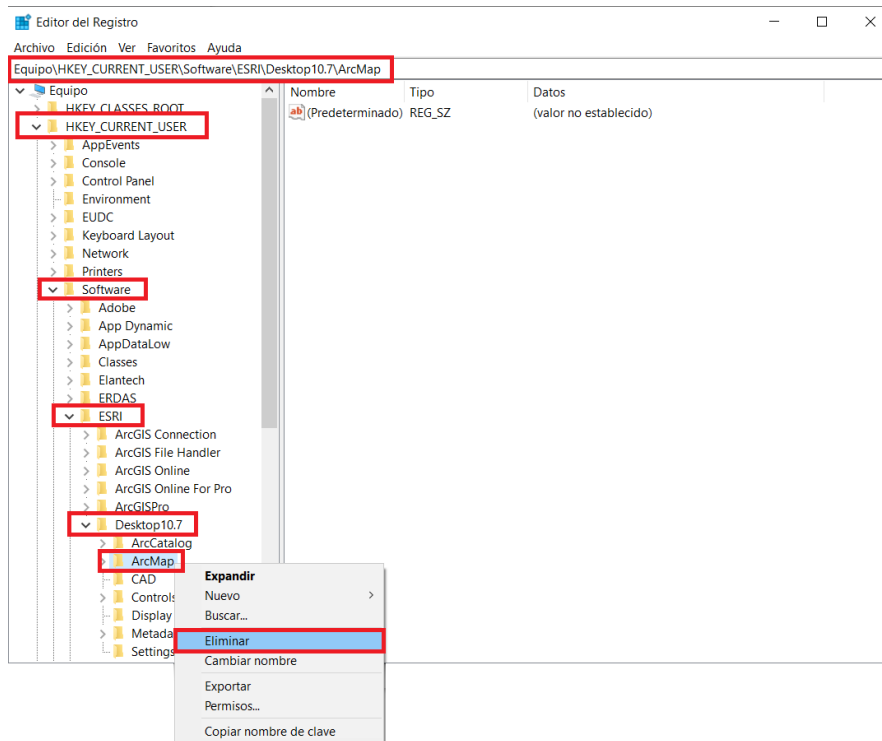 Editor del Registro
Archivo Edición Ver Favoritos Ayuda
Equipo\HKEY_CURRENT_USER\Software\ESRI\Desktop10.7\ArcMap
Equipo
HKEY_CLASSES_ROOT
HKEY_CURRENT_USER
AppEvents
Console
Control Panel
Environment
EUDC
Keyboard Layout
Network
Printers
Software
Adobe
App Dynamic
AppDataLow
Classes
Elantech
ERDAS
ESRI
ArcGIS Connection
ArcGIS File Handler
ArcGIS Online
ArcGIS Online For Pro
ArcGISPro
Desktop10.7
ArcCatalog
ArcMap
CAD
Controls
Display
Metada
Settings
Nombre Tipo Datos
ab (Predeterminado) REG_SZ (valor no establecido)
Expandir
Nuevo
Buscar...
Eliminar
Cambiar nombre
Exportar
Permisos...
Copiar nombre de clave